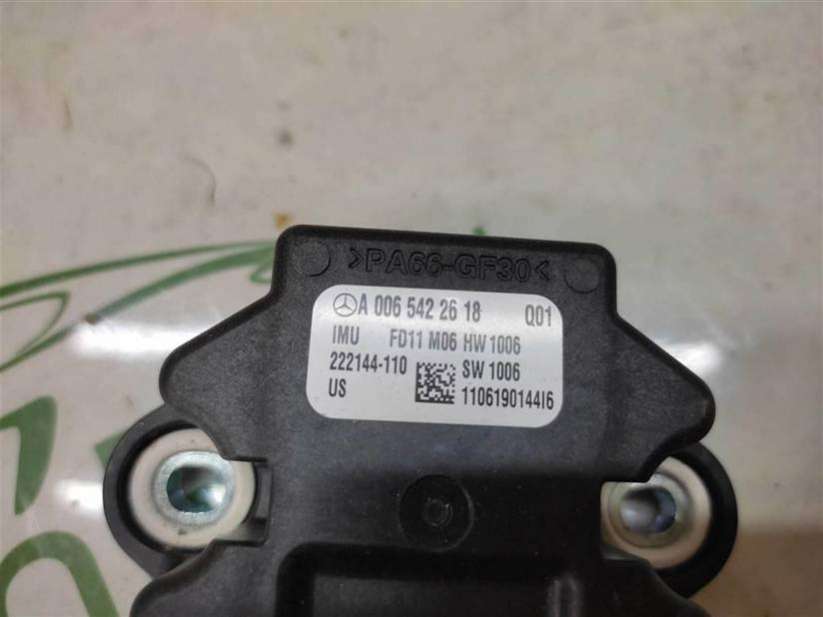 >PA66-GF30<
A 006 542 26 18 Q01
IMU FD11 M06 HW 1006
222144-110 SW 1006
US 110619014416